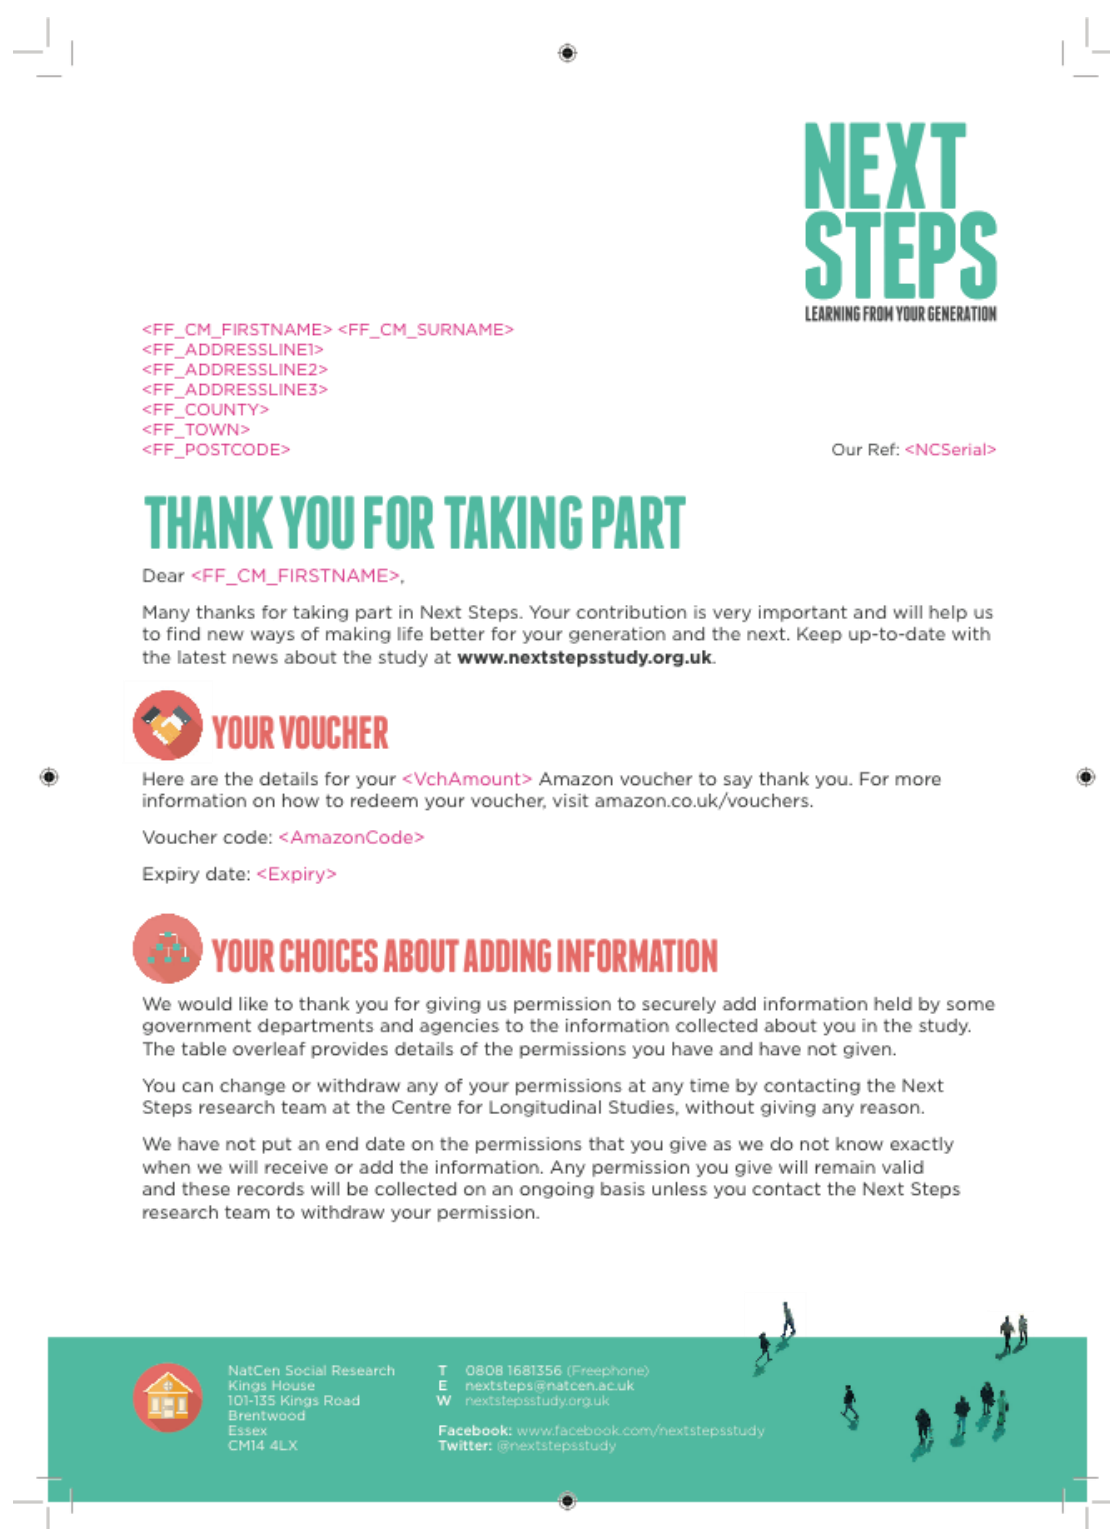 NEXT
STEPS
LEARNING FROM YOUR GENERATION
<FF_CM_FIRSTNAME> <FF_CM_SURNAME>
<FF_ADDRESSLINE1>
<FF_ADDRESSLINE2>
<FF_ADDRESSLINE3>
<FF_COUNTY>
<FF_TOWN>
<FF_POSTCODE>
Our Ref: <NCSerial>
THANK YOU FOR TAKING PART
Dear <FF_CM_FIRSTNAME>,
Many thanks for taking part in Next Steps. Your contribution is very important and will help us
to find new ways of making life better for your generation and the next. Keep up-to-date with
the latest news about the study at www.nextstepsstudy.org.uk.
YOUR VOUCHER
Here are the details for your <VchAmount> Amazon voucher to say thank you. For more
information on how to redeem your voucher, visit amazon.co.uk/vouchers.
Voucher code: <AmazonCode>
Expiry date: <Expiry>
YOUR CHOICES ABOUT ADDING INFORMATION
We would like to thank you for giving us permission to securely add information held by some
government departments and agencies to the information collected about you in the study.
The table overleaf provides details of the permissions you have and have not given.
You can change or withdraw any of your permissions at any time by contacting the Next
Steps research team at the Centre for Longitudinal Studies, without giving any reason.
We have not put an end date on the permissions that you give as we do not know exactly
when we will receive or add the information. Any permission you give will remain valid
and these records will be collected on an ongoing basis unless you contact the Next Steps
research team to withdraw your permission.
NatCen Social Research
Kings House
101-135 Kings Road
Brentwood
Essex
CM14 4LX
T 0808 1681356 (Freephone)
E nextsteps@natcen.ac.uk
W nextstepsstudy.org.uk
Facebook: www.facebook.com/nextstepsstudy
Twitter: @nextstepsstudy